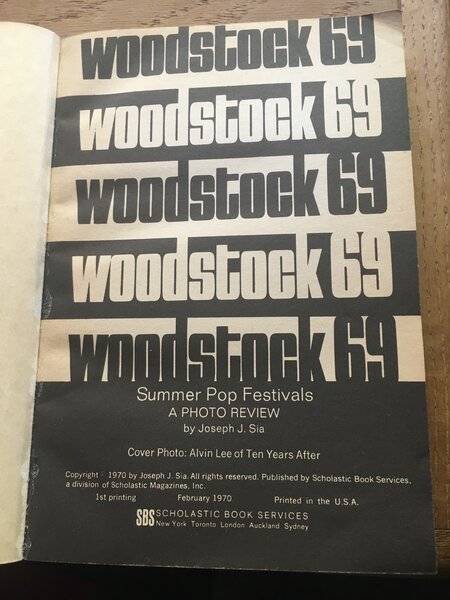 woodstock 69
woodstock 69
woodstock 69
woodstock 69
woodstock 69
Summer Pop Festivals
A PHOTO REVIEW
by Joseph J. Sia
Cover Photo: Alvin Lee of Ten Years After
Copyright 1970 by Joseph J. Sia. All rights reserved. Published by Scholastic Book Services,
a division of Scholastic Magazines, Inc.
1st printing February 1970 Printed in the U.S.A.
SBS SCHOLASTIC BOOK SERVICES
New York Toronto London Auckland Sydney